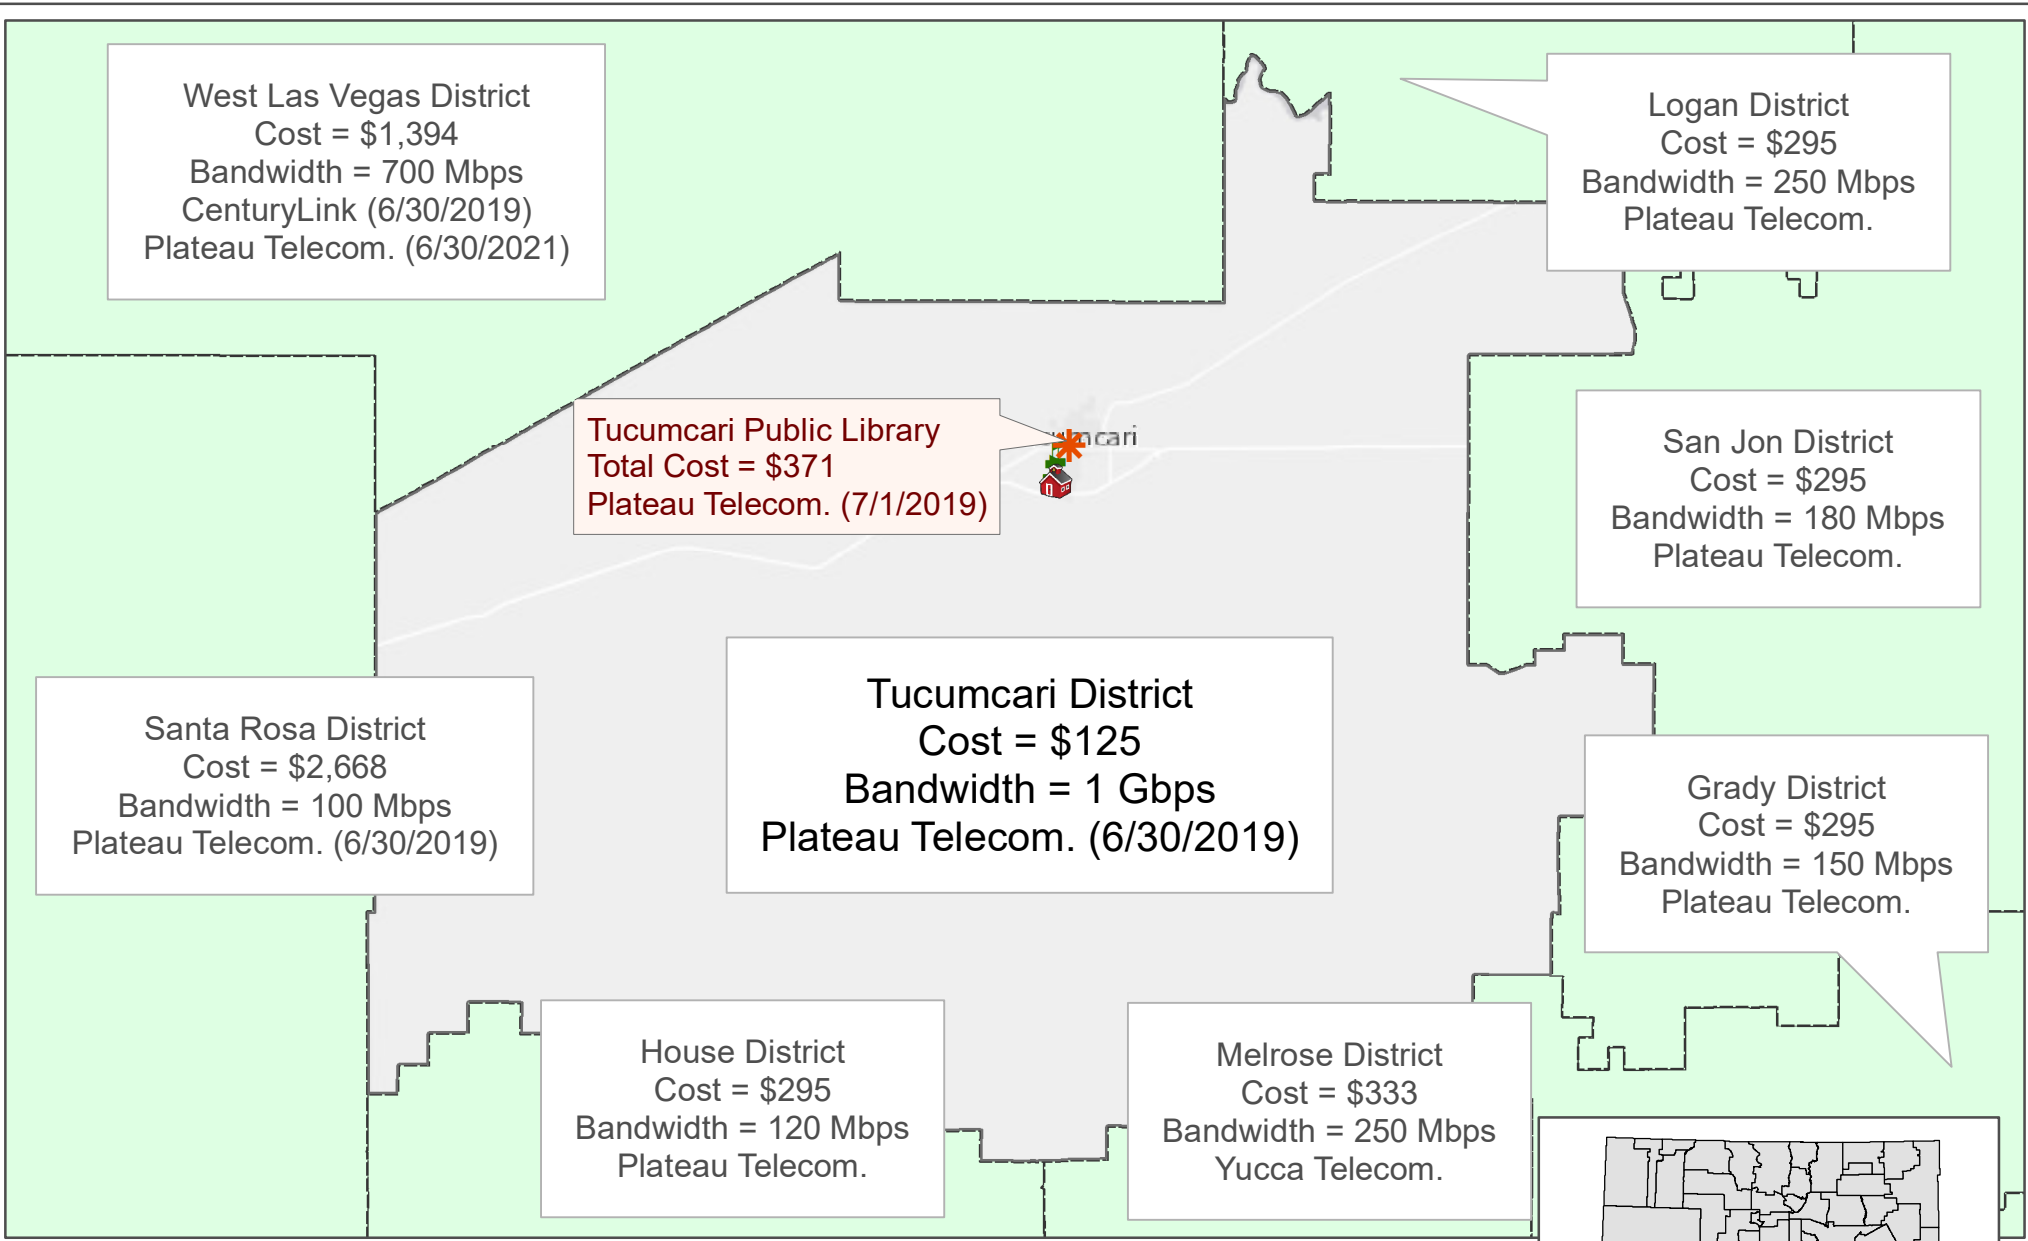 West Las Vegas District
Cost = $1,394
Bandwidth = 700 Mbps
CenturyLink (6/30/2019)
Plateau Telecom. (6/30/2021)
Logan District
Cost = $295
Bandwidth = 250 Mbps
Plateau Telecom.
Tucumcari Public Library
Total Cost = $371
Plateau Telecom. (7/1/2019)
San Jon District
Cost = $295
Bandwidth = 180 Mbps
Plateau Telecom.
Santa Rosa District
Cost = $2,668
Bandwidth = 100 Mbps
Plateau Telecom. (6/30/2019)
Tucumcari District
Cost = $125
Bandwidth = 1 Gbps
Plateau Telecom. (6/30/2019)
Grady District
Cost = $295
Bandwidth = 150 Mbps
Plateau Telecom.
House District
Cost = $295
Bandwidth = 120 Mbps
Plateau Telecom.
Melrose District
Cost = $333
Bandwidth = 250 Mbps
Yucca Telecom.